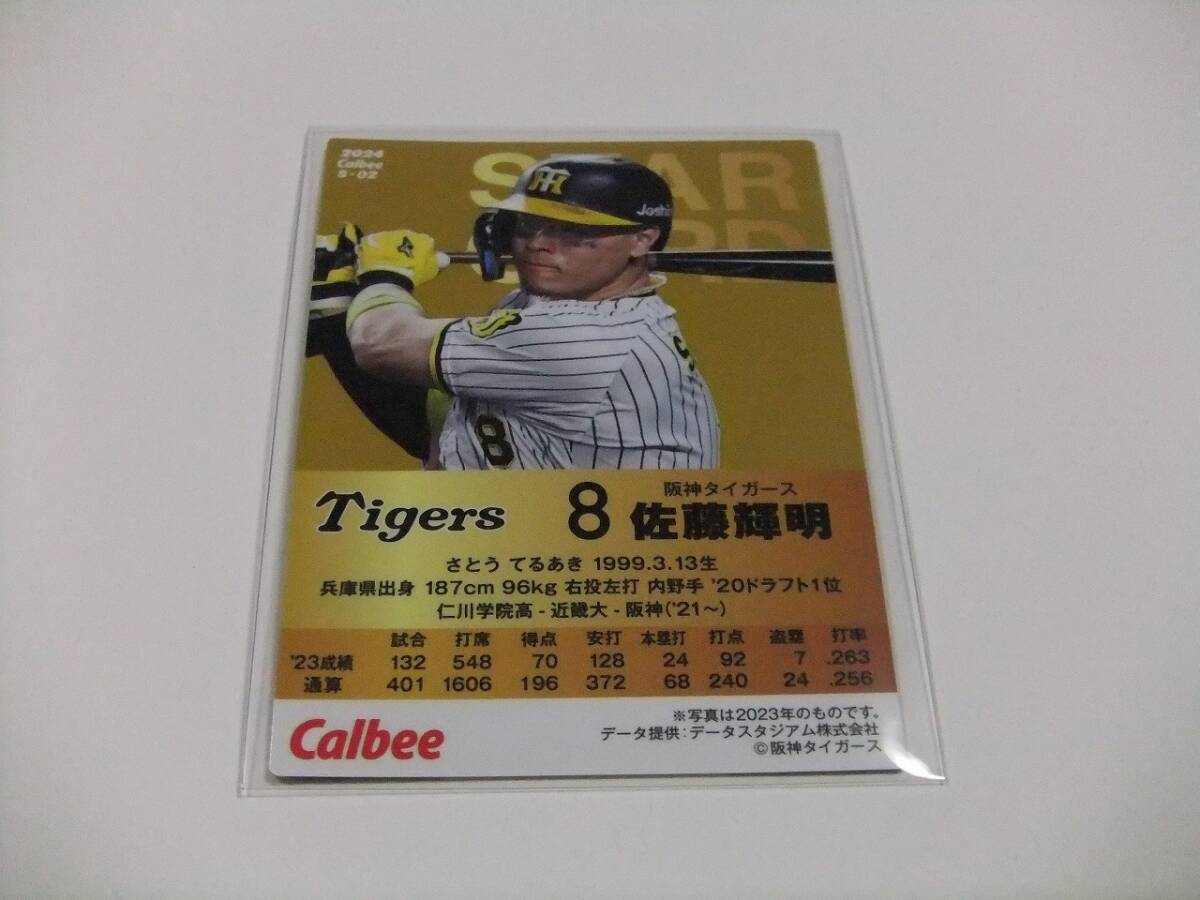 2024
Calbee
S-02
STAR
CARD
TH
Joshin
8
S
Tigers
8
阪神タイガース
佐藤輝明
さとう てるあき 1999.3.13生
兵庫県出身 187cm 96kg 右投左打 内野手 '20ドラフト1位
仁川学院高 - 近畿大 - 阪神('21〜)
試合 打席 得点 安打 本塁打 打点 盗塁 打率
'23成績 132 548 70 128 24 92 7 .263
通算 401 1606 196 372 68 240 24 .256
Calbee
※写真は2023年のものです。
データ提供:データスタジアム株式会社
©阪神タイガース